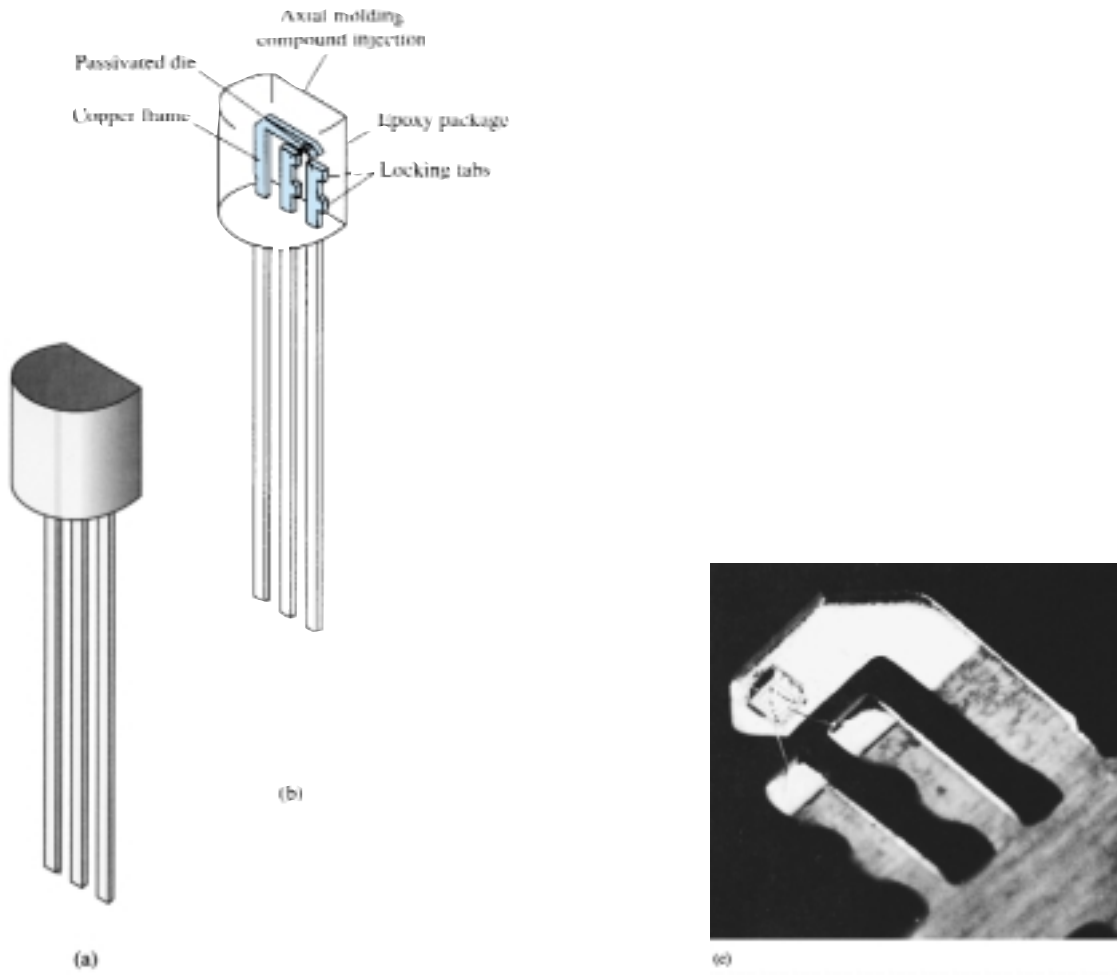 Axial molding
compound injection
Passivated die
Copper frame
Epoxy package
Locking tabs
(b)
(a)
(c)